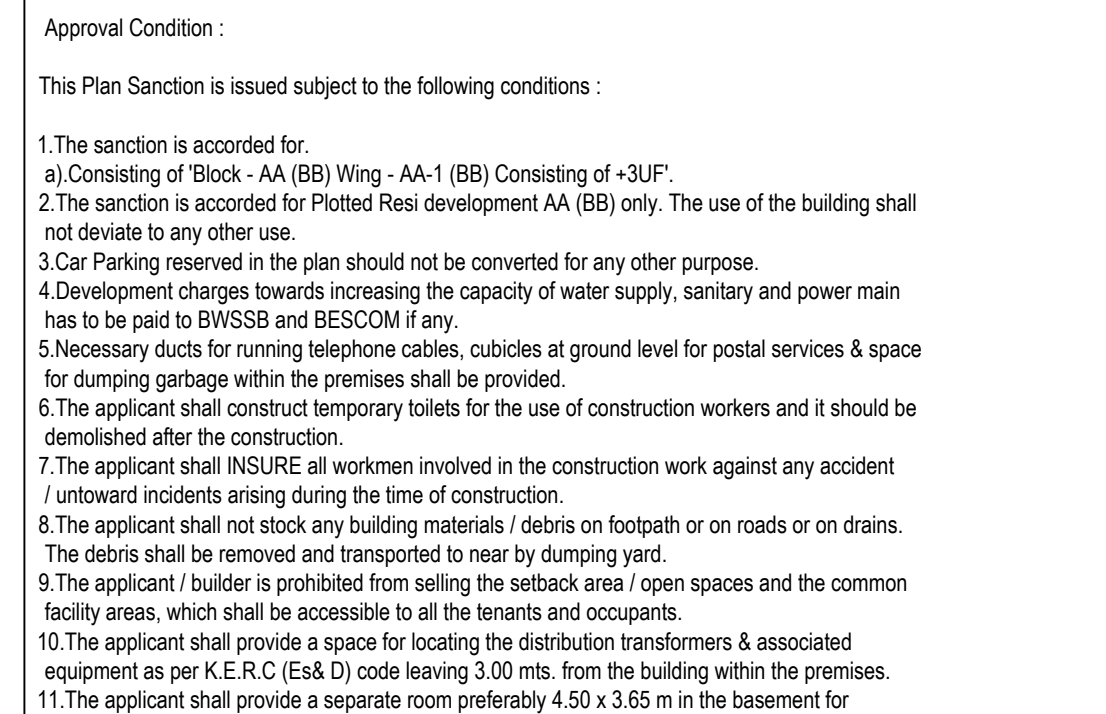 Approval Condition :
This Plan Sanction is issued subject to the following conditions :
1.The sanction is accorded for.
a).Consisting of 'Block - AA (BB) Wing - AA-1 (BB) Consisting of +3UF'.
2.The sanction is accorded for Plotted Resi development AA (BB) only. The use of the building shall
not deviate to any other use.
3.Car Parking reserved in the plan should not be converted for any other purpose.
4.Development charges towards increasing the capacity of water supply, sanitary and power main
has to be paid to BWSSB and BESCOM if any.
5.Necessary ducts for running telephone cables, cubicles at ground level for postal services & space
for dumping garbage within the premises shall be provided.
6.The applicant shall construct temporary toilets for the use of construction workers and it should be
demolished after the construction.
7.The applicant shall INSURE all workmen involved in the construction work against any accident
/ untoward incidents arising during the time of construction.
8.The applicant shall not stock any building materials / debris on footpath or on roads or on drains.
The debris shall be removed and transported to near by dumping yard.
9.The applicant / builder is prohibited from selling the setback area / open spaces and the common
facility areas, which shall be accessible to all the tenants and occupants.
10.The applicant shall provide a space for locating the distribution transformers & associated
equipment as per K.E.R.C (Es& D) code leaving 3.00 mts. from the building within the premises.
11.The applicant shall provide a separate room preferably 4.50 x 3.65 m in the basement for